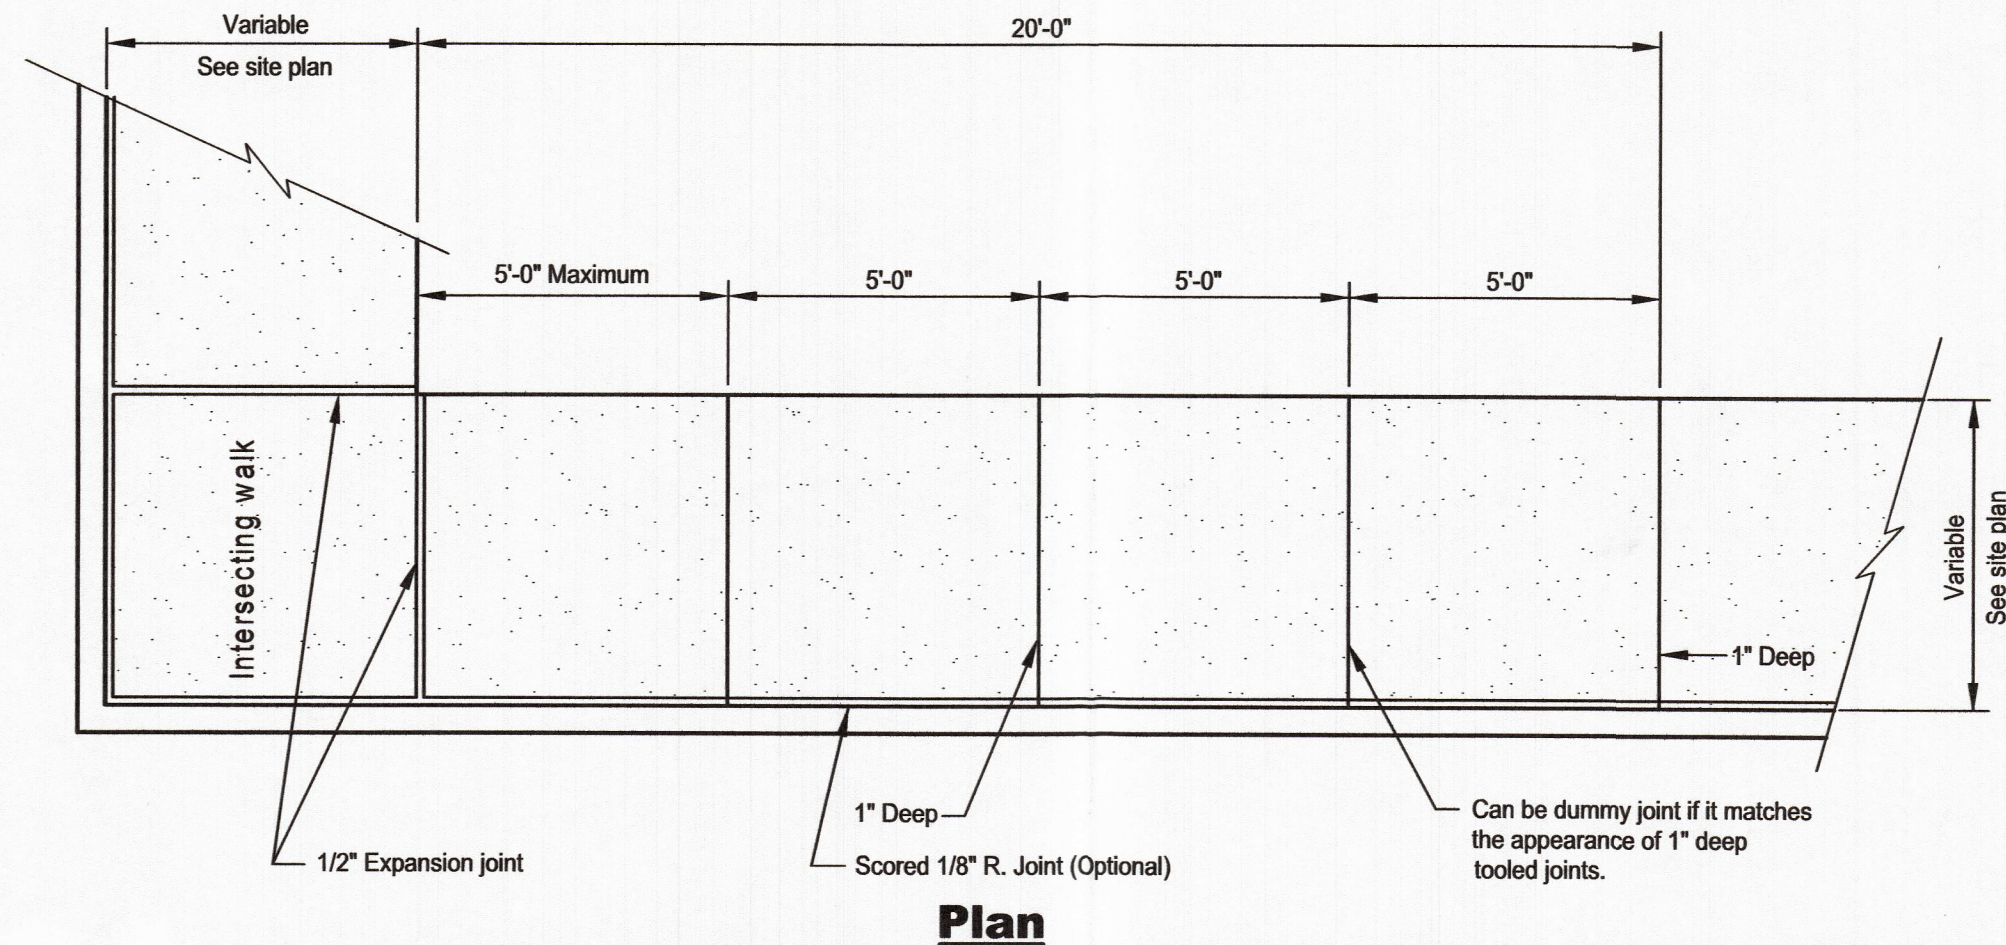 Variable
See site plan
20'-0"
5'-0" Maximum
5'-0"
5'-0"
5'-0"
Intersecting walk
Variable
See site plan
1" Deep
1" Deep
Scored 1/8" R. Joint (Optional)
1/2" Expansion joint
Can be dummy joint if it matches
the appearance of 1" deep
tooled joints.
Plan